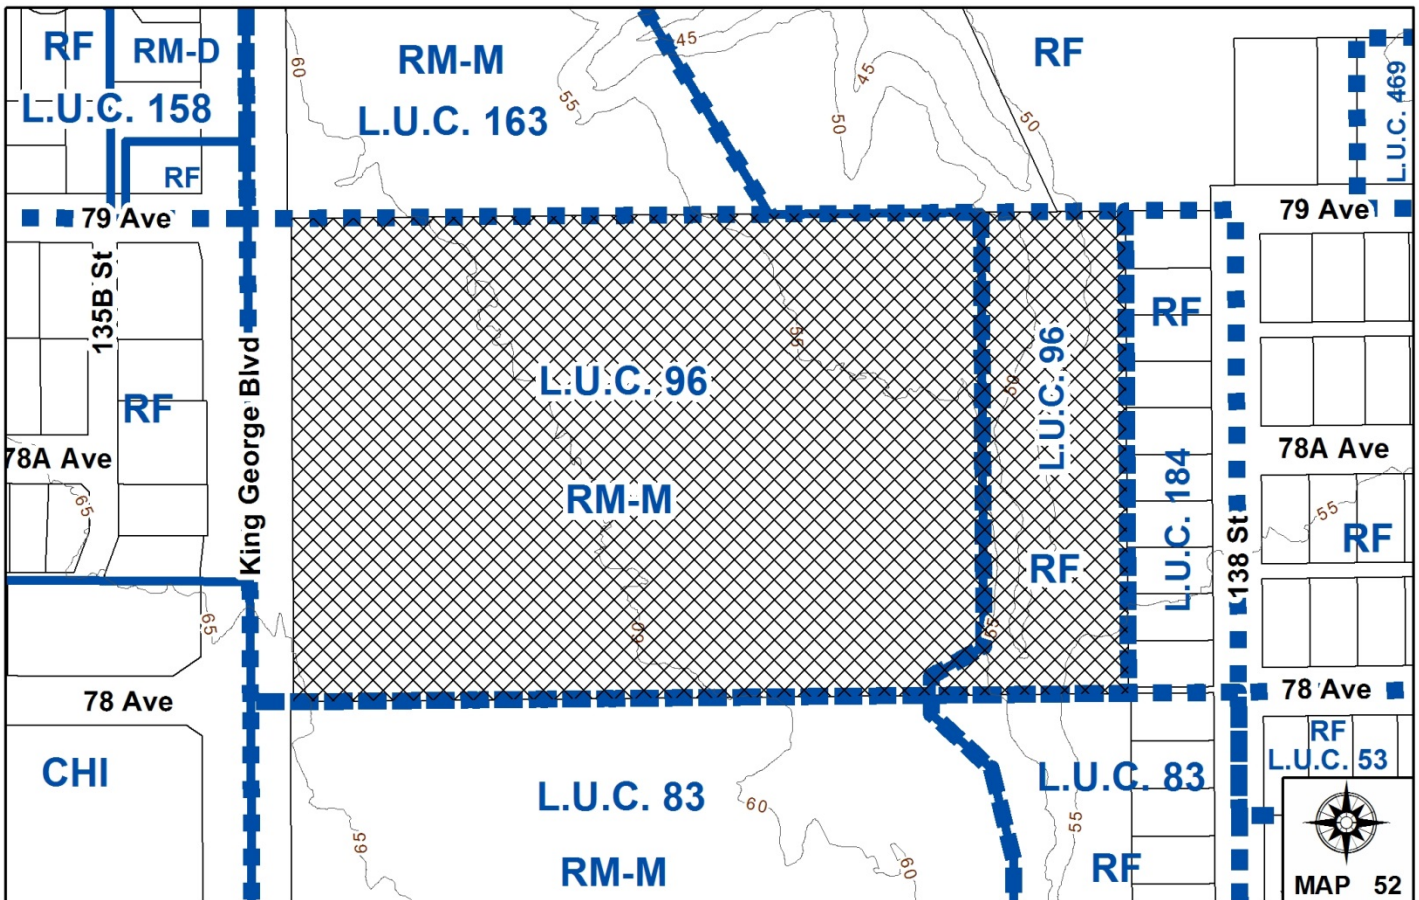 RF
RM-D
L.U.C. 158
RF
RM-M
L.U.C. 163
RF
L.U.C. 469
60
45
55
45
50
50
79 Ave
79 Ave
135B St
RF
78A Ave
65
King George Blvd
L.U.C. 96
RM-M
55
60
L.U.C. 96
50
RF
55
RF
L.U.C. 184
138 St
78A Ave
55
RF
65
78 Ave
78 Ave
CHI
L.U.C. 83
RM-M
65
60
60
L.U.C. 83
55
RF
RF
L.U.C. 53
MAP 52